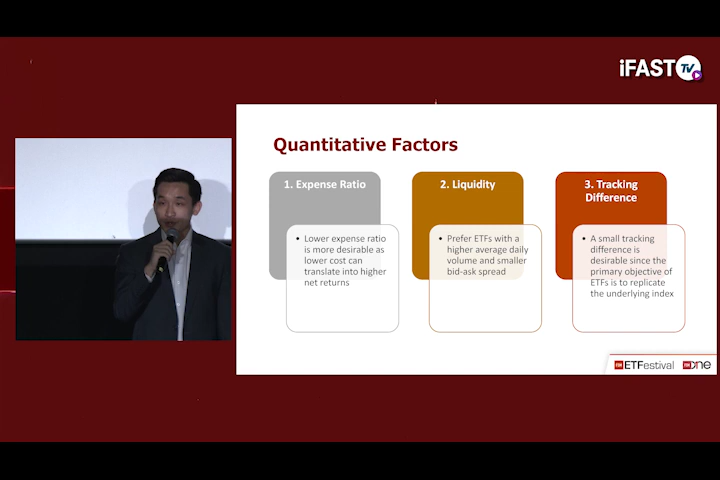 iFAST TV
Quantitative Factors
1. Expense Ratio
• Lower expense ratio
is more desirable as
lower cost can
translate into higher
net returns
2. Liquidity
• Prefer ETFs with a
higher average daily
volume and smaller
bid-ask spread
3. Tracking
Difference
• A small tracking
difference is
desirable since the
primary objective of
ETFs is to replicate
the underlying index
ETFestival
one